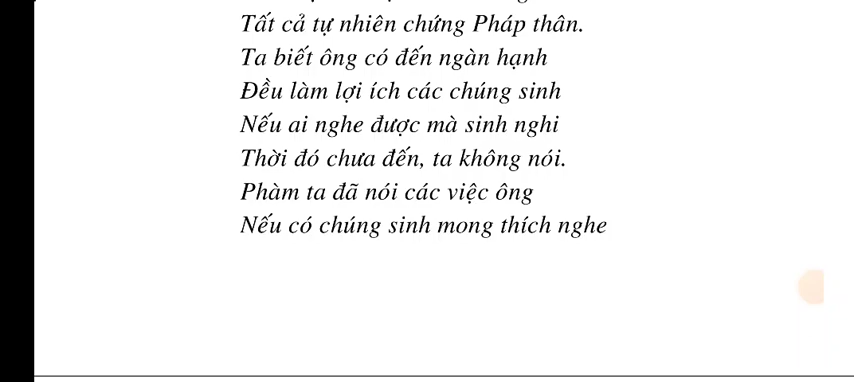 Tất cả tự nhiên chứng Pháp thân.
Ta biết ông có đến ngàn hạnh
Đều làm lợi ích các chúng sinh
Nếu ai nghe được mà sinh nghi
Thời đó chưa đến, ta không nói.
Phàm ta đã nói các việc ông
Nếu có chúng sinh mong thích nghe